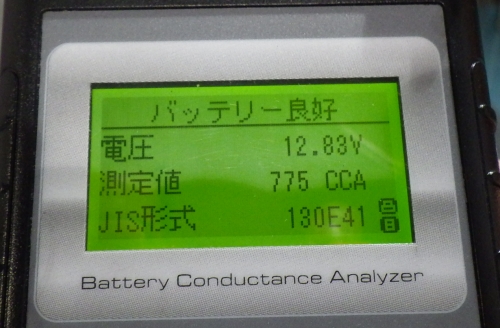 バッテリー良好
電圧 12.83V
測定値 775 CCA
JIS形式 130E41
Battery Conductance Analyzer